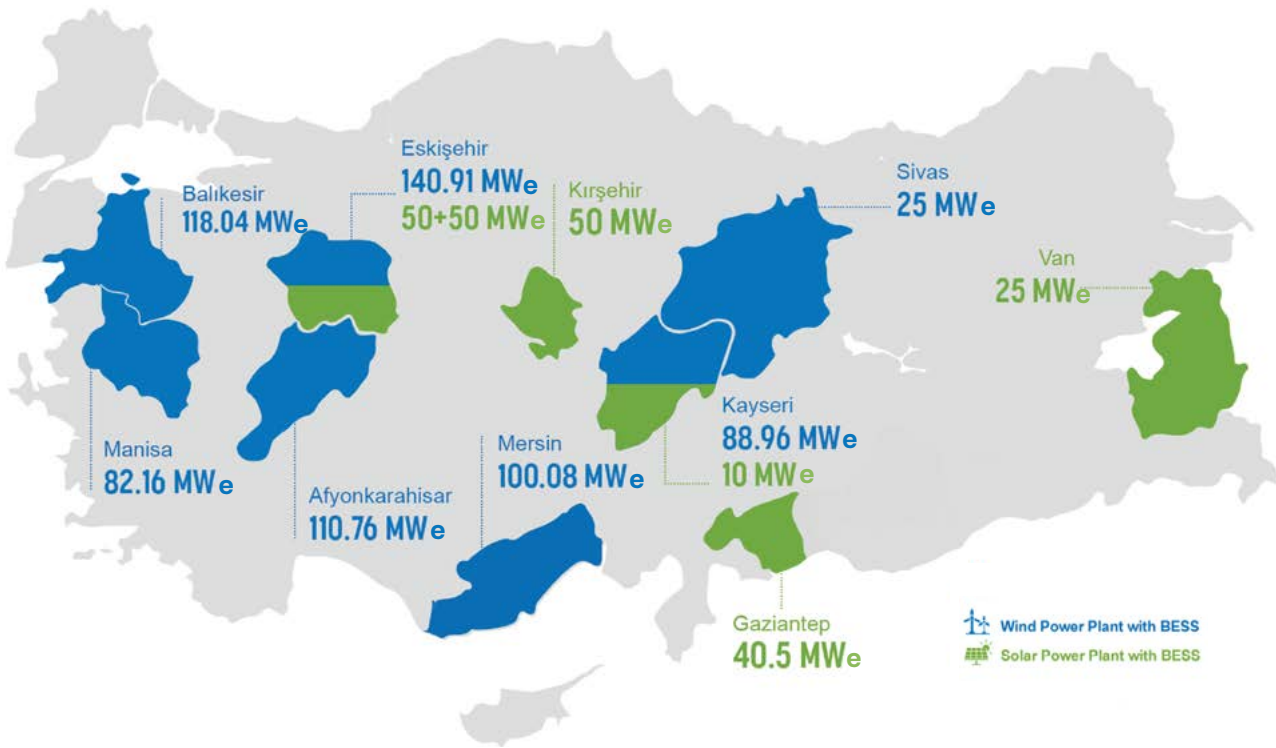 Eskişehir
140.91 MWe
50+50 MWe
Balıkesir
118.04 MWe
Kırşehir
50 MWe
Sivas
25 MWe
Van
25 MWe
Manisa
82.16 MWe
Afyonkarahisar
110.76 MWe
Mersin
100.08 MWe
Kayseri
88.96 MWe
10 MWe
Gaziantep
40.5 MWe
Wind Power Plant with BESS
Solar Power Plant with BESS